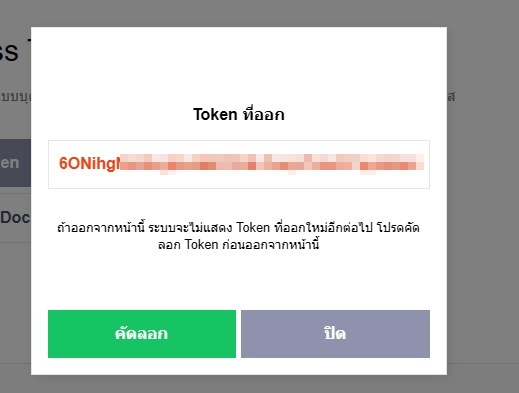 ss
Token ที่ออก
en
6ONihg
Doc
ถ้าออกจากหน้านี้ ระบบจะไม่แสดง Token ที่ออกใหม่อีกต่อไป โปรดคัด
ลอก Token ก่อนออกจากหน้านี้
คัดลอก
ปิด